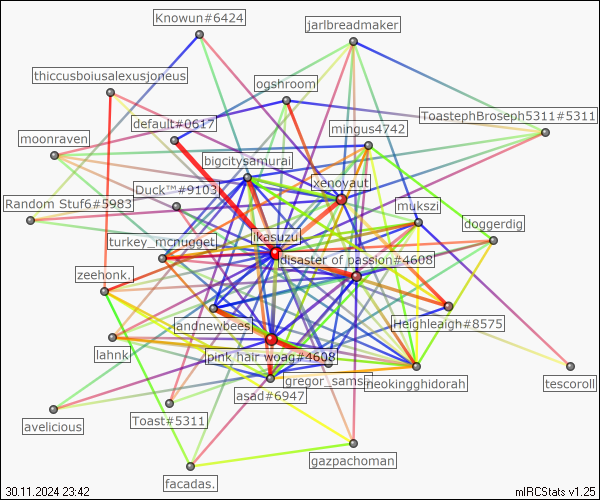 Knowun#6424
jarlbreadmaker
thiccusboiusalexusjoneus
ogshroom
ToastephBroseph5311#5311
default#0617
mingus4742
moonraven
bigcitysamurai
xenovaut
Duck™#9103
Random Stuf6#5983
mukszi
doggerdig
ikasuzu
turkey_mcnugget
disaster of passion#4608
zeehonk.
landnewbees
Heighleaigh#8575
lahnk
pink hair woag#4608
gregor_samsa
neokingghidorah
tescoroll
asad#6947
avelicious
Toast#5311
gazpachoman
facadas.
30.11.2024 23:42
mIRCStats v1.25